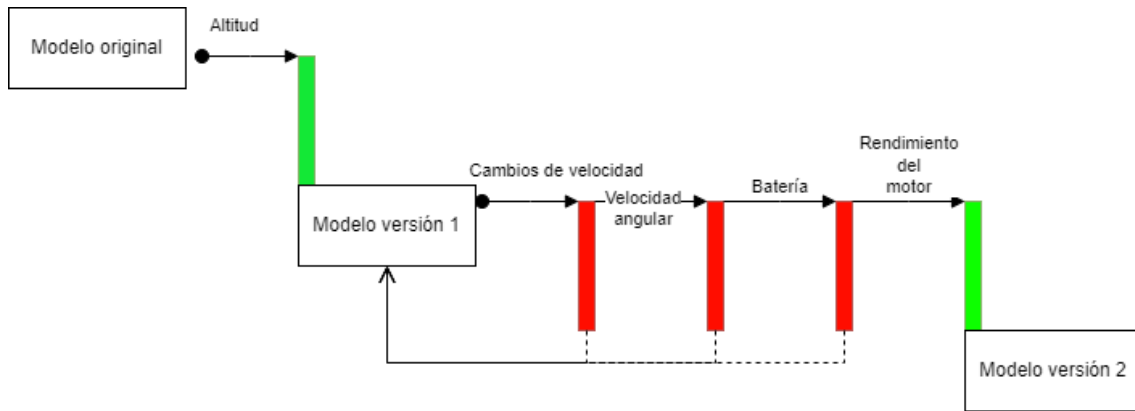 Altitud
Modelo original
Rendimiento
del
motor
Cambios de velocidad
Batería
Velocidad
angular
Modelo versión 1
Modelo versión 2